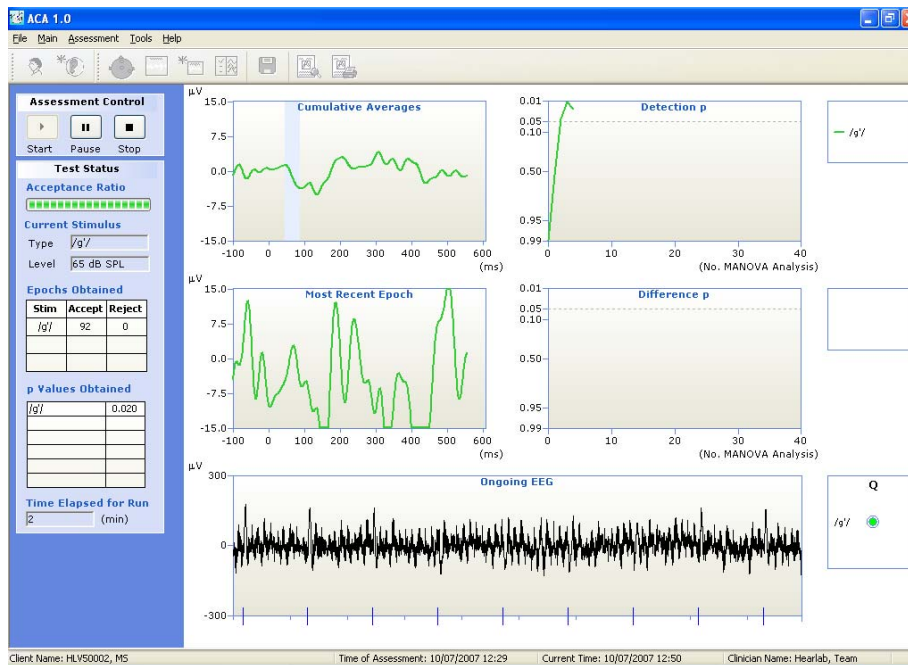 ACA 1.0
File Main Assessment Tools Help
Assessment Control
Start Pause Stop
Test Status
Acceptance Ratio
Current Stimulus
Type /g'/
Level 65 dB SPL
Epochs Obtained
Stim Accept Reject
/g'/ 92 0
p Values Obtained
/g'/ 0.020
Time Elapsed for Run
2 (min)
µV
Cumulative Averages
15.0
7.5
0.0
-7.5
-15.0
-100 0 100 200 300 400 500 600
(ms)
Detection p
0.01
0.05
0.10
0.50
0.95
0.99
0 10 20 30 40
(No. MANOVA Analysis)
/g'/
µV
Most Recent Epoch
15.0
7.5
0.0
-7.5
-15.0
-100 0 100 200 300 400 500 600
(ms)
Difference p
0.01
0.05
0.10
0.50
0.95
0.99
0 10 20 30 40
(No. MANOVA Analysis)
µV
Ongoing EEG
300
0
-300
Q
/g'/
Client Name: HLV50002, MS Time of Assessment: 10/07/2007 12:29 Current Time: 10/07/2007 12:50 Clinician Name: Hearlab, Team